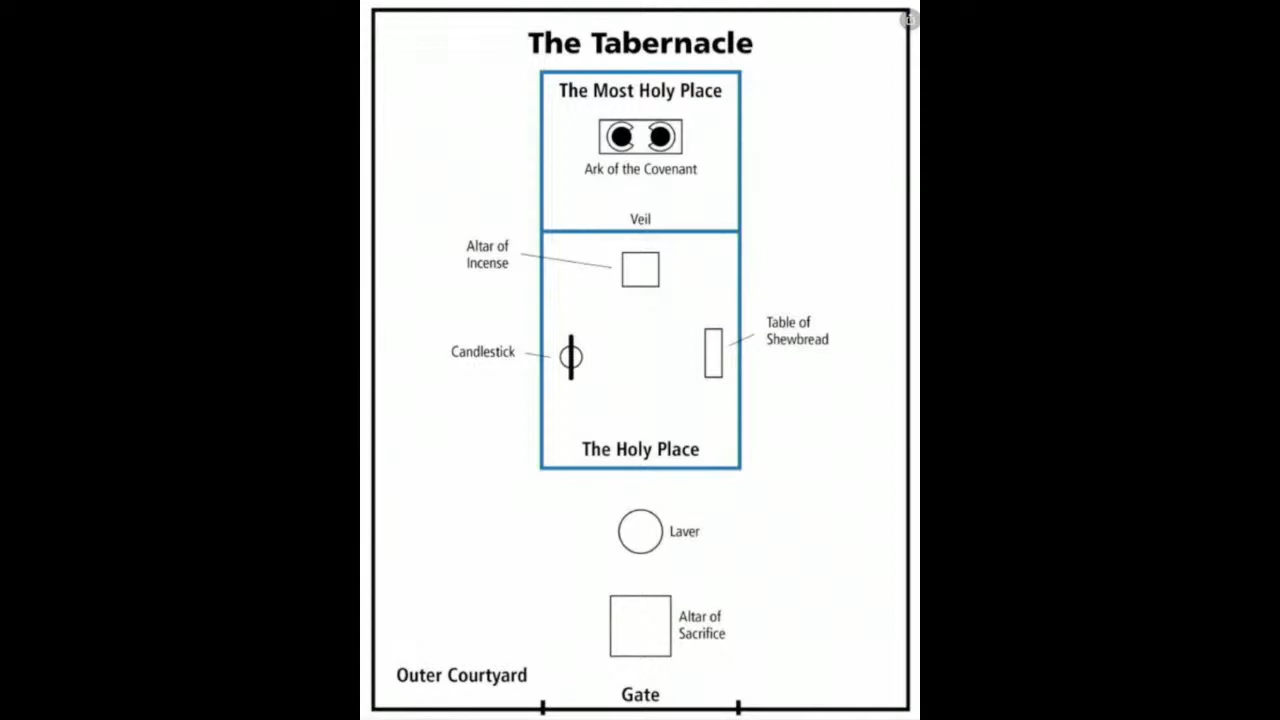 The Tabernacle
The Most Holy Place
Ark of the Covenant
Veil
Altar of
Incense
Table of
Shewbread
Candlestick
The Holy Place
Laver
Altar of
Sacrifice
Outer Courtyard
Gate